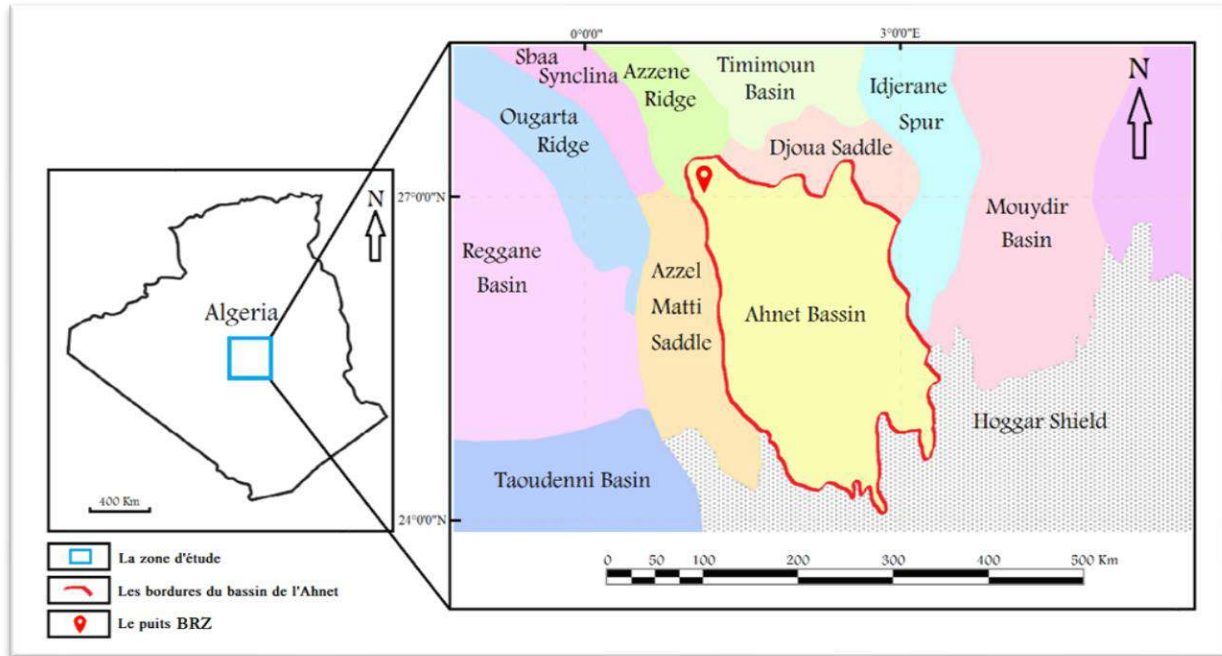 N
Algeria
400 Km
La zone d'étude
Les bordures du bassin de l'Ahnet
Le puits BRZ
0°0'0"
3°0'0"E
27°0'0"N
24°0'0"N
Sbaa
Synclina
Azzene
Ridge
Timimoun
Basin
Idjerane
Spur
N
Ougarta
Ridge
Djoua Saddle
Mouydir
Basin
Reggane
Basin
Azzel
Matti
Saddle
Ahnet Bassin
Hoggar Shield
Taoudenni Basin
0 50 100 200 300 400 500 Km